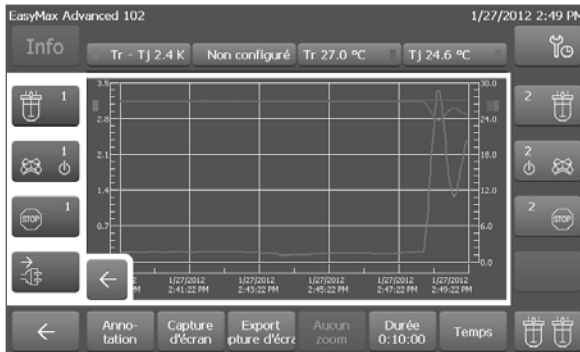 EasyMax Advanced 102
1/27/2012 2:49 PM
Info
Tr - Tj 2.4 K
Non configuré
Tr 27.0 °C
Tj 24.6 °C
1
2
1
2
1
2
STOP
STOP
3.5
2.8
2.1
1.4
0.7
30.0
24.0
18.0
12.0
6.0
0.0
1/27/2012
2:41:22 PM
1/27/2012
2:43:22 PM
1/27/2012
2:45:22 PM
1/27/2012
2:47:22 PM
1/27/2012
2:49:22 PM
Anno-
tation
Capture
d'écran
Export
pture d'écra
Aucun
zoom
Durée
0:10:00
Temps